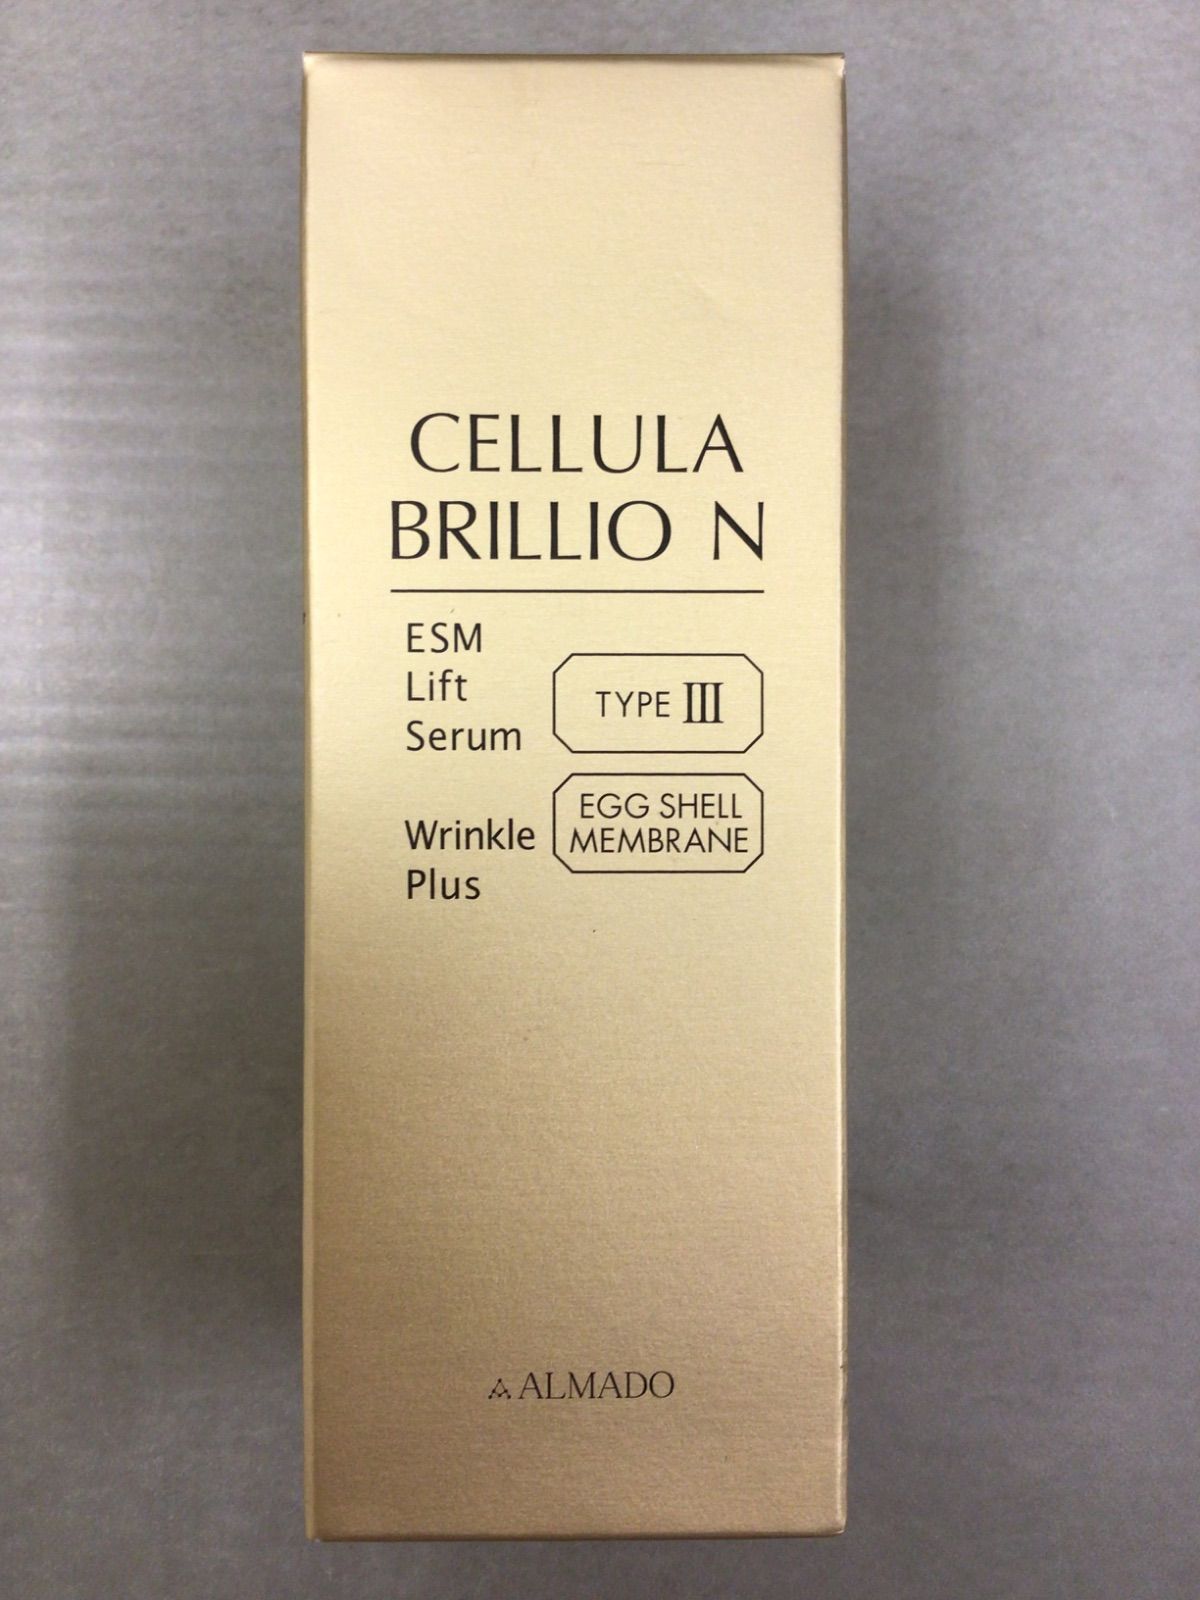 CELLULA
BRILLIO N
ESM
Lift
Serum
TYPE III
Wrinkle
Plus
EGG SHELL
MEMBRANE
ALMADO